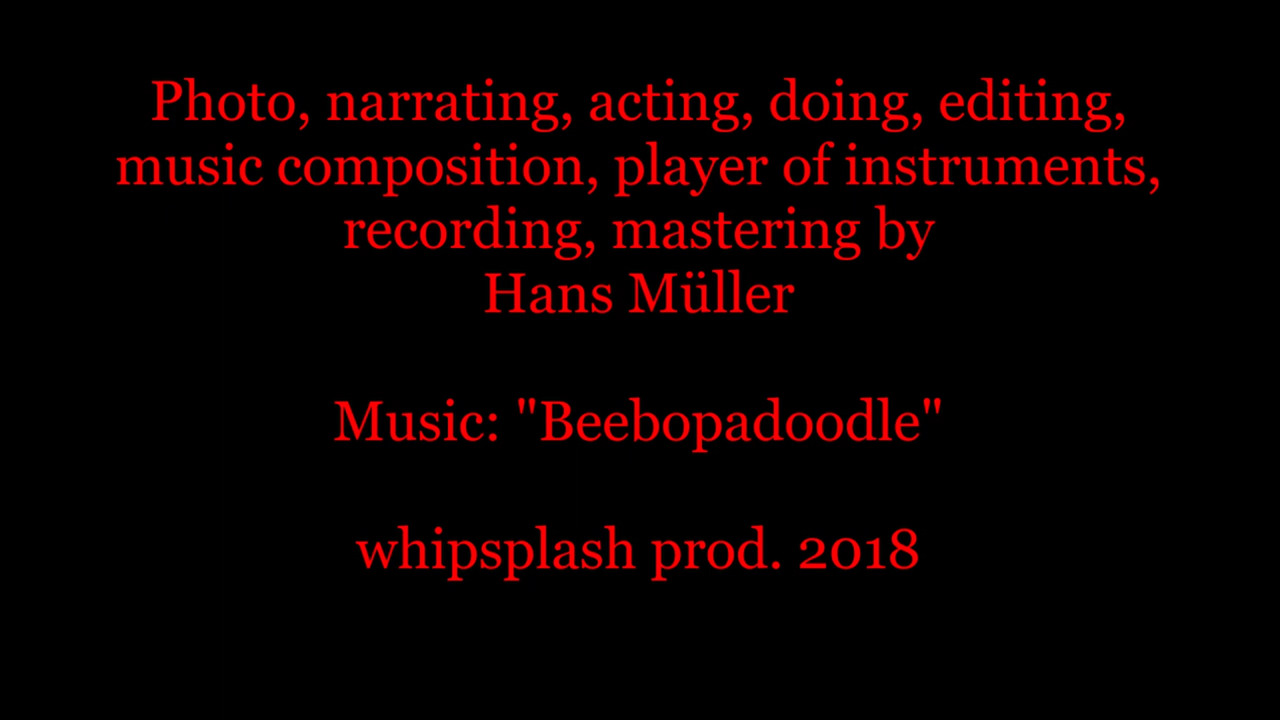 Photo, narrating, acting, doing, editing,
music composition, player of instruments,
recording, mastering by
Hans Müller
Music: "Beebopadoodle"
whipsplash prod. 2018